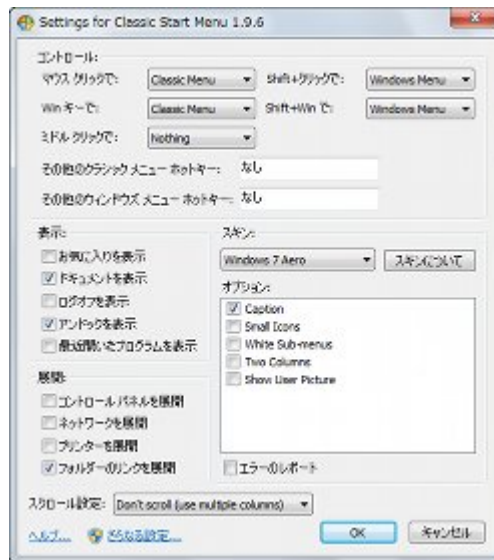 Settings for Classic Start Menu 1.9.6
コントロール:
マウス クリックで: Classic Menu Shift+クリックで: Windows Menu
Win キーで: Classic Menu Shift+Win で: Windows Menu
ミドル クリックで: Nothing
その他のクラシック メニュー ホットキー: なし
その他のウィンドウズ メニュー ホットキー: なし
表示:
お気に入りを表示
ドキュメントを表示
ログオフを表示
アンドックを表示
最近開いたプログラムを表示
展開:
コントロール パネルを展開
ネットワークを展開
プリンターを展開
フォルダーのリンクを展開
スキン:
Windows 7 Aero スキンについて
オプション:
Caption
Small Icons
White Sub-menus
Two Columns
Show User Picture
エラーのレポート
スクロール設定: Don't scroll (use multiple columns)
ヘルプ... さらなる設定... OK キャンセル